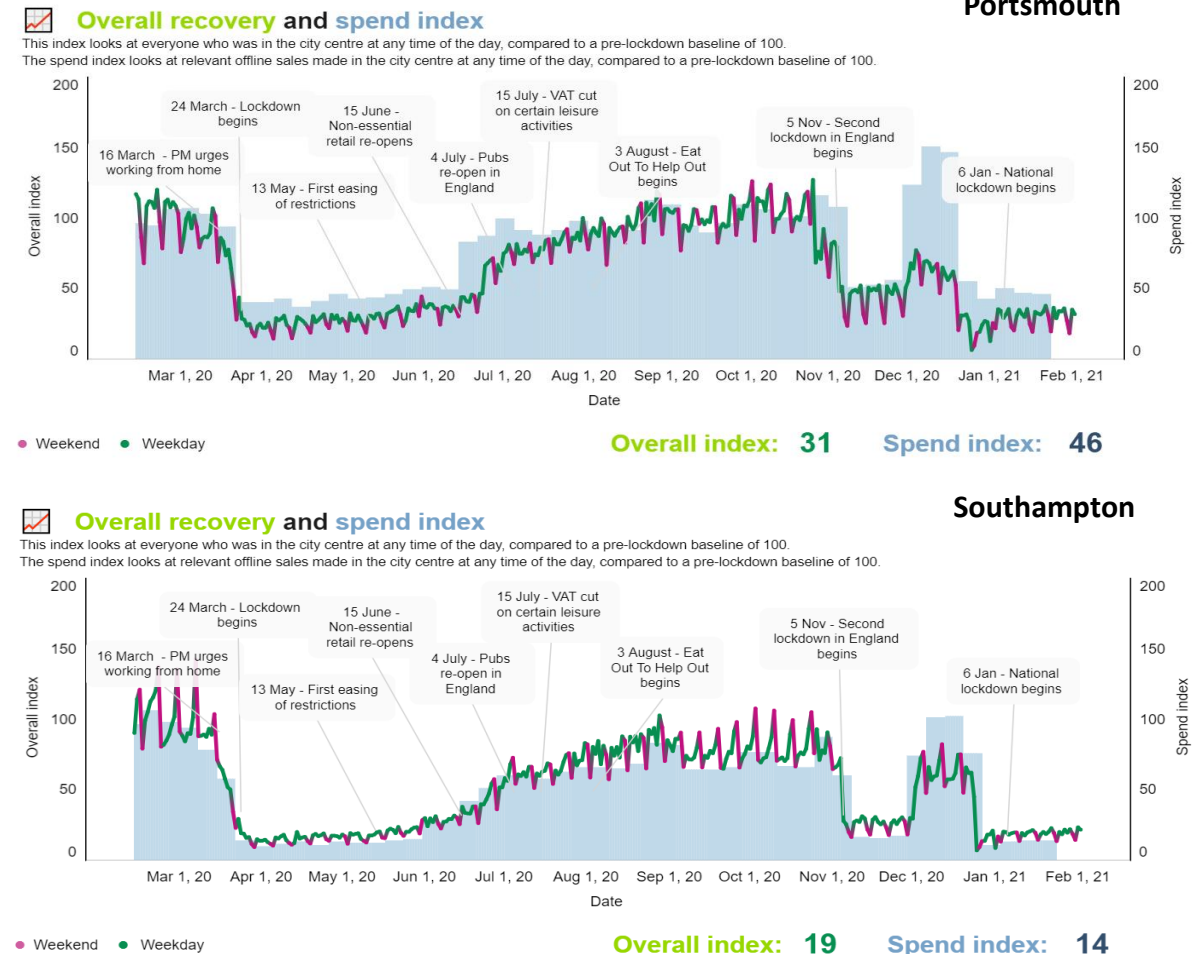 Portsmouth
Overall recovery and spend index
This index looks at everyone who was in the city centre at any time of the day, compared to a pre-lockdown baseline of 100.
The spend index looks at relevant offline sales made in the city centre at any time of the day, compared to a pre-lockdown baseline of 100.
200
150
100
50
0
Overall index
24 March - Lockdown
begins
16 March - PM urges
working from home
13 May - First easing
of restrictions
15 June -
Non-essential
retail re-opens
4 July - Pubs
re-open in
England
15 July - VAT cut
on certain leisure
activities
3 August - Eat
Out To Help Out
begins
5 Nov - Second
lockdown in England
begins
6 Jan - National
lockdown begins
200
150
100
50
0
Spend index
Mar 1, 20 Apr 1, 20 May 1, 20 Jun 1, 20 Jul 1, 20 Aug 1, 20 Sep 1, 20 Oct 1, 20 Nov 1, 20 Dec 1, 20 Jan 1, 21 Feb 1, 21
Date
Weekend Weekday
Overall index: 31 Spend index: 46
Southampton
Overall recovery and spend index
This index looks at everyone who was in the city centre at any time of the day, compared to a pre-lockdown baseline of 100.
The spend index looks at relevant offline sales made in the city centre at any time of the day, compared to a pre-lockdown baseline of 100.
200
150
100
50
0
Overall index
24 March - Lockdown
begins
16 March - PM urges
working from home
13 May - First easing
of restrictions
15 June -
Non-essential
retail re-opens
4 July - Pubs
re-open in
England
15 July - VAT cut
on certain leisure
activities
3 August - Eat
Out To Help Out
begins
5 Nov - Second
lockdown in England
begins
6 Jan - National
lockdown begins
200
150
100
50
0
Spend index
Mar 1, 20 Apr 1, 20 May 1, 20 Jun 1, 20 Jul 1, 20 Aug 1, 20 Sep 1, 20 Oct 1, 20 Nov 1, 20 Dec 1, 20 Jan 1, 21 Feb 1, 21
Date
Weekend Weekday
Overall index: 19 Spend index: 14